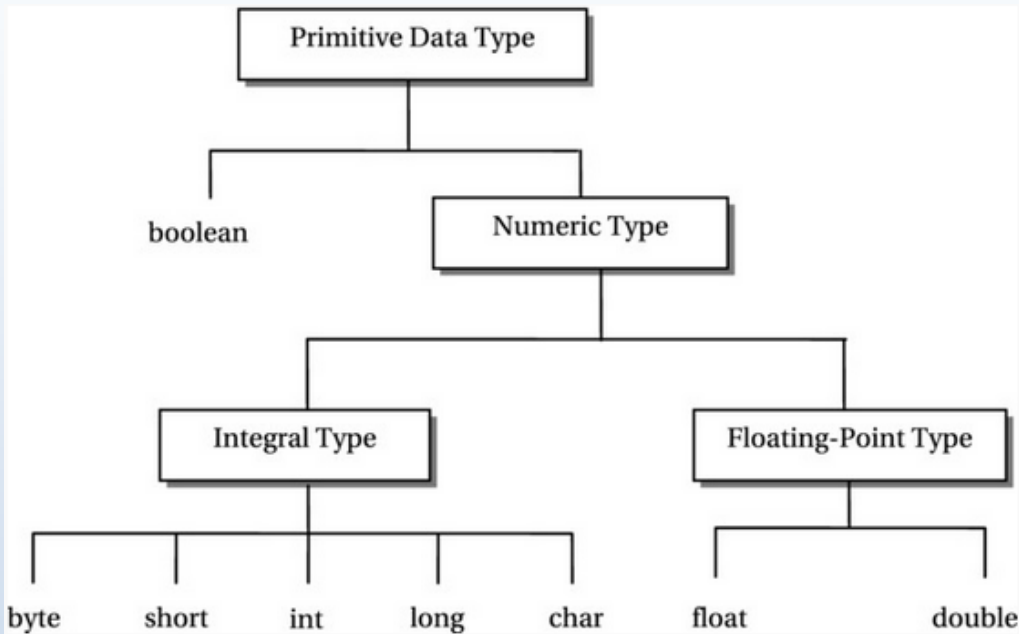 Primitive Data Type
boolean
Numeric Type
Integral Type
Floating-Point Type
byte
short
int
long
char
float
double